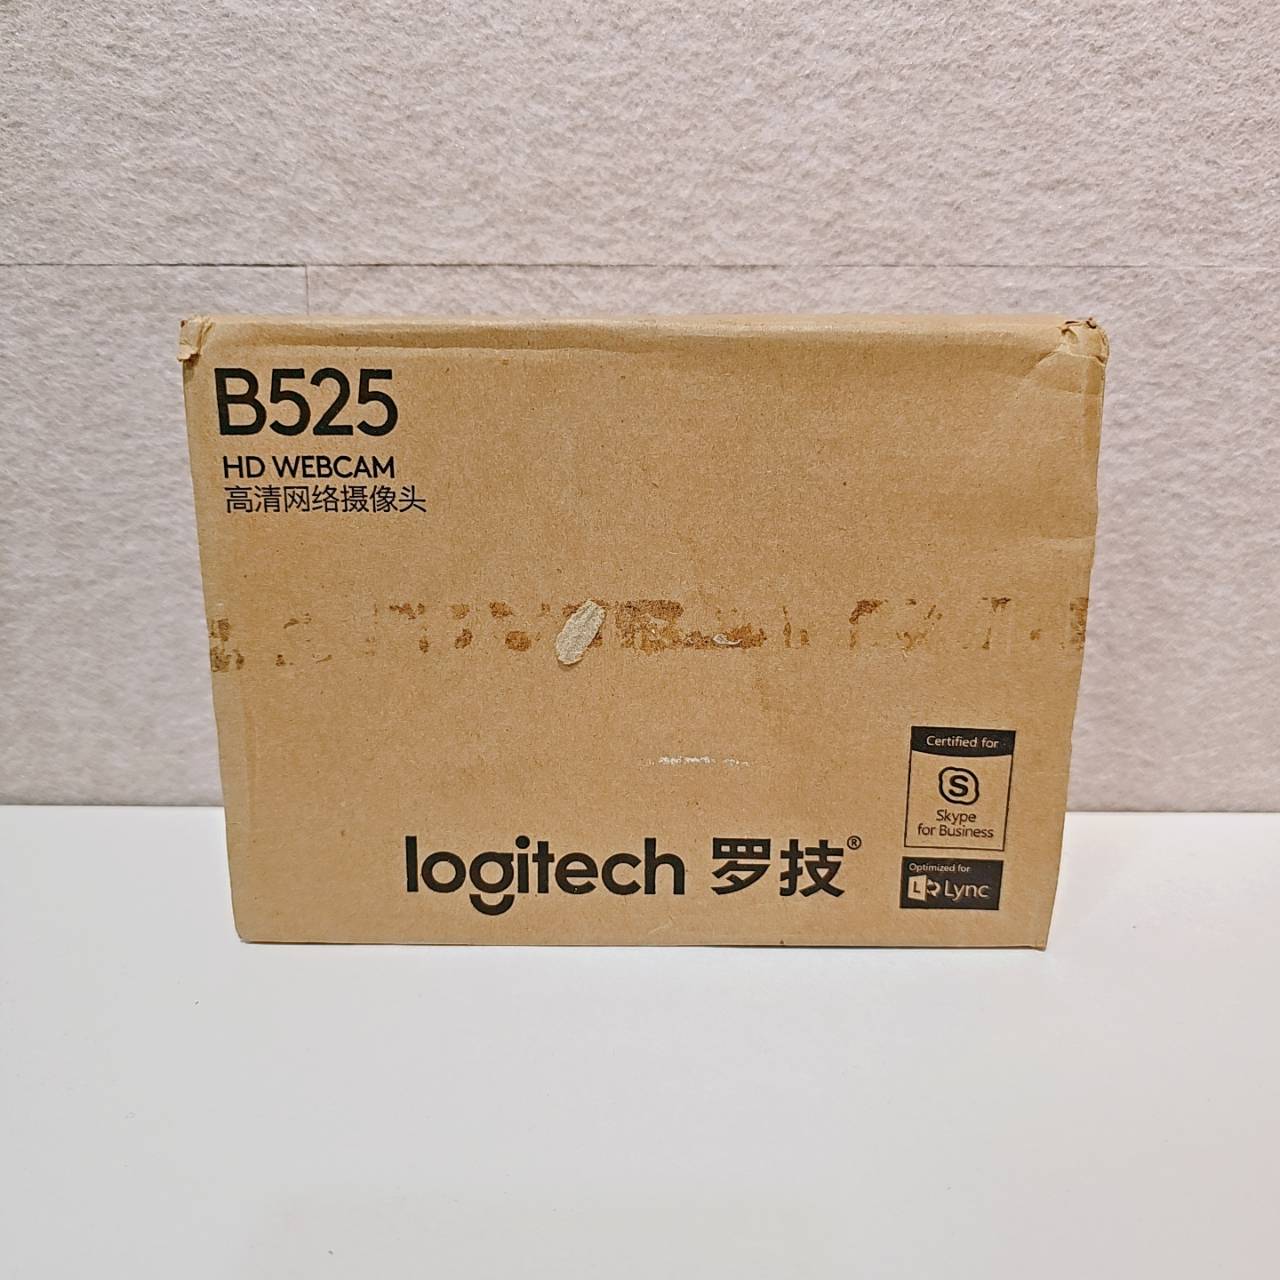 B525
HD WEBCAM
高清网络摄像头
Certified for
S
Skype
for Business
logitech 罗技®
Optimized for
L Lync